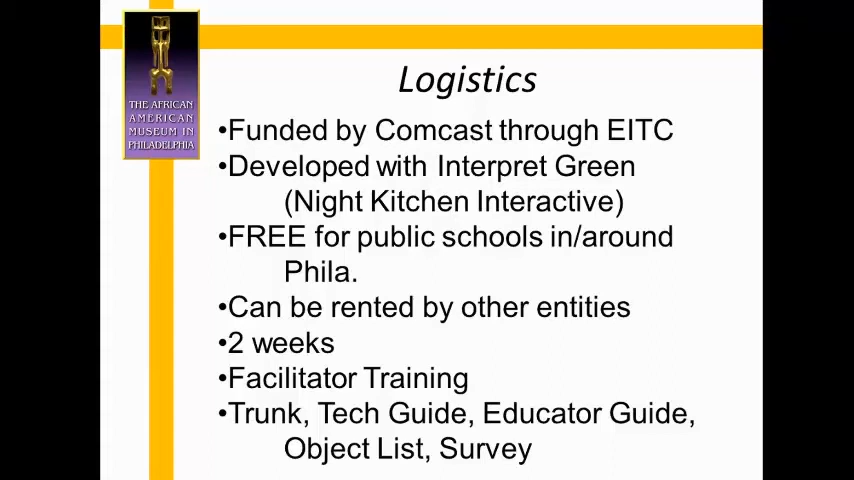 THE AFRICAN
AMERICAN
MUSEUM IN
PHILADELPHIA
Logistics
•Funded by Comcast through EITC
•Developed with Interpret Green
(Night Kitchen Interactive)
•FREE for public schools in/around
Phila.
•Can be rented by other entities
•2 weeks
•Facilitator Training
•Trunk, Tech Guide, Educator Guide,
Object List, Survey